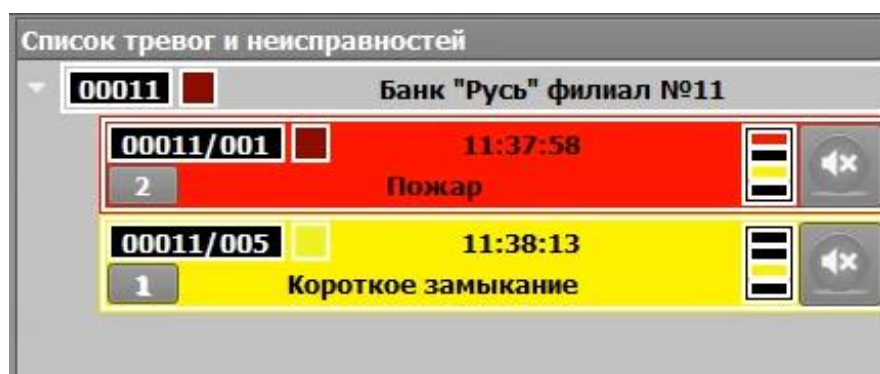 Список тревог и неисправностей
00011 Банк "Русь" филиал №11
00011/001 11:37:58
2 Пожар
00011/005 11:38:13
1 Короткое замыкание